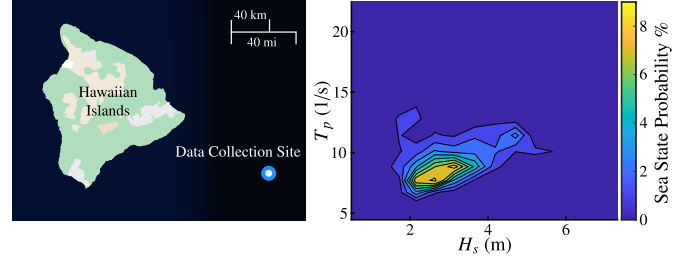 40 km
40 mi
Hawaiian
Islands
Data Collection Site
20
15
10
5
T_p (1/s)
2
4
6
H_s (m)
8
6
4
2
0
Sea State Probability %